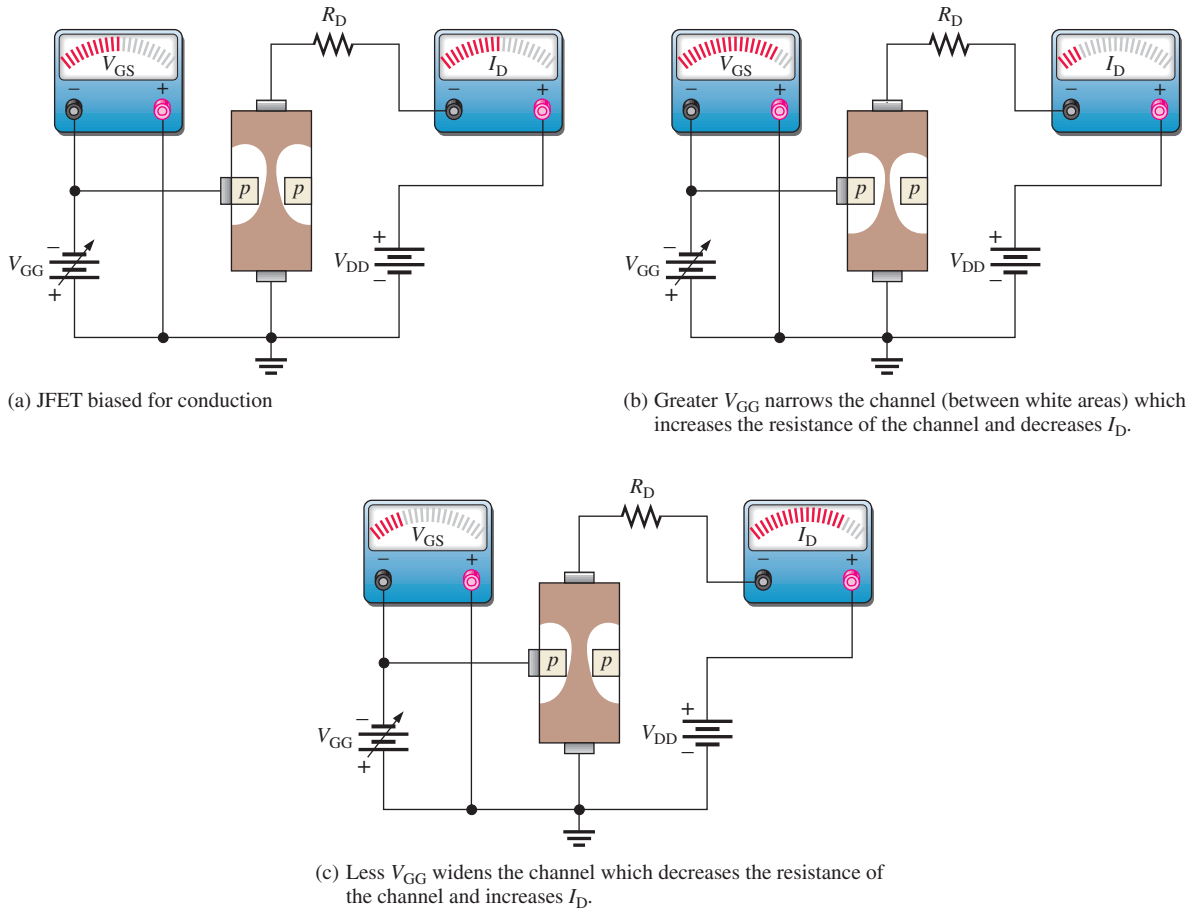 R_D
V_GS
− +
I_D
− +
p p
V_GG
−
+
V_DD
+
−
(a) JFET biased for conduction
R_D
V_GS
− +
I_D
− +
p p
V_GG
−
+
V_DD
+
−
(b) Greater V_GG narrows the channel (between white areas) which
increases the resistance of the channel and decreases I_D.
R_D
V_GS
− +
I_D
− +
p p
V_GG
−
+
V_DD
+
−
(c) Less V_GG widens the channel which decreases the resistance of
the channel and increases I_D.